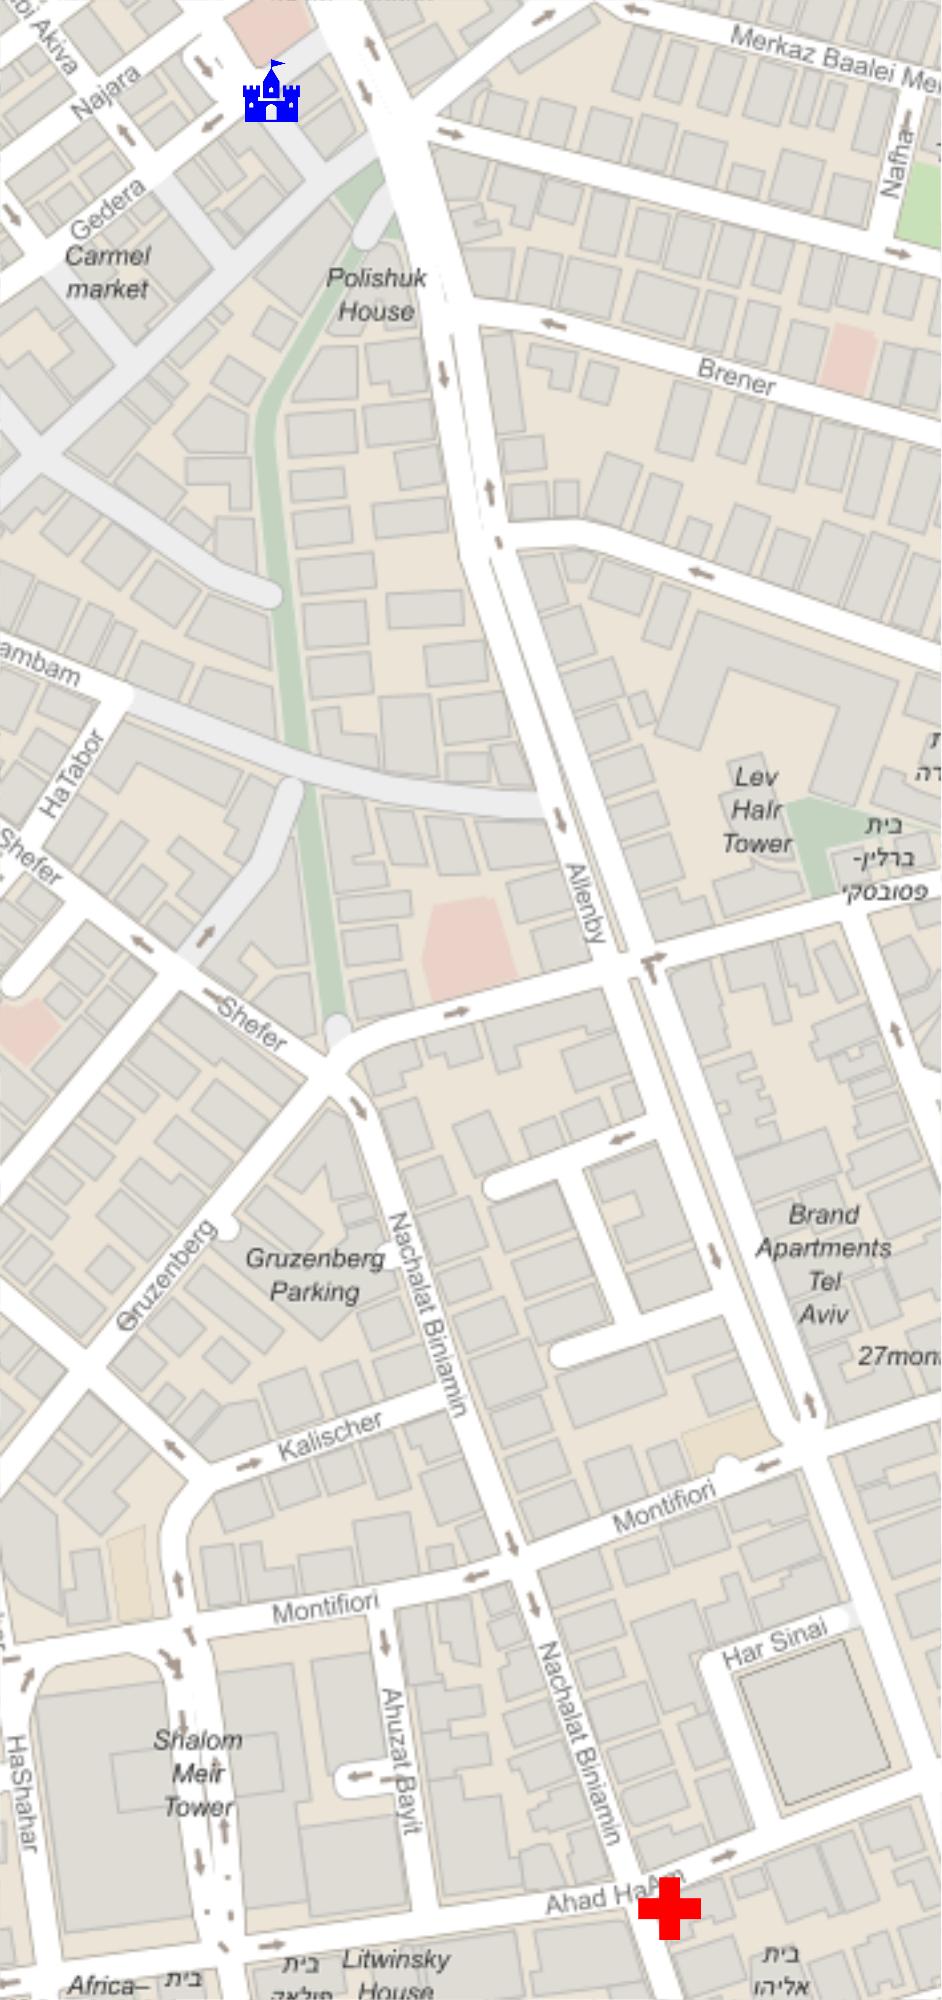 Merkaz Baalei Me
Akiva
Najara
Nafha
Gedera
Carmel
market
Polishuk
House
Brener
ambam
HaTabor
Lev
HaIr
Tower
Shefer
בית
ברלין-
פסובסקי
Allenby
Shefer
Nachalat Biniamin
Brand
Apartments
Tel
Aviv
Gruzenberg
Gruzenberg
Parking
27mon
Kalischer
Montifiori
Montifiori
Har Sinai
Nachalat Biniamin
Ahuzat Bayit
Shalom
Meir
Tower
HaShahar
Ahad HaAm
Litwinsky
House
בית
בית
Africa–
בית
אליהו